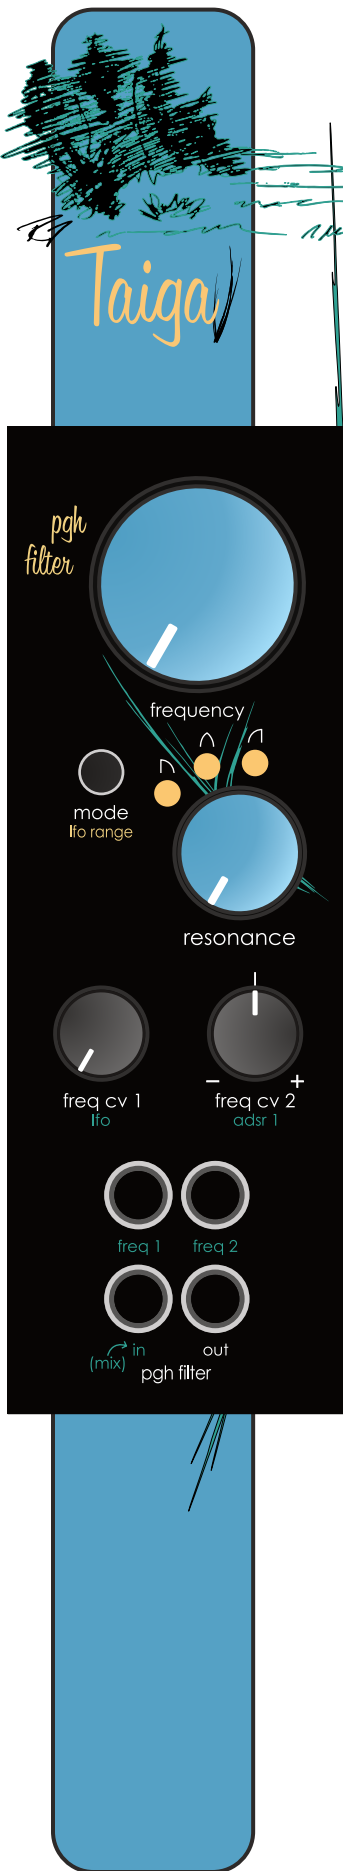 Taiga
pgh
filter
frequency
mode
lfo range
resonance
freq cv 1
lfo
− +
freq cv 2
adsr 1
freq 1 freq 2
(mix) in out
pgh filter